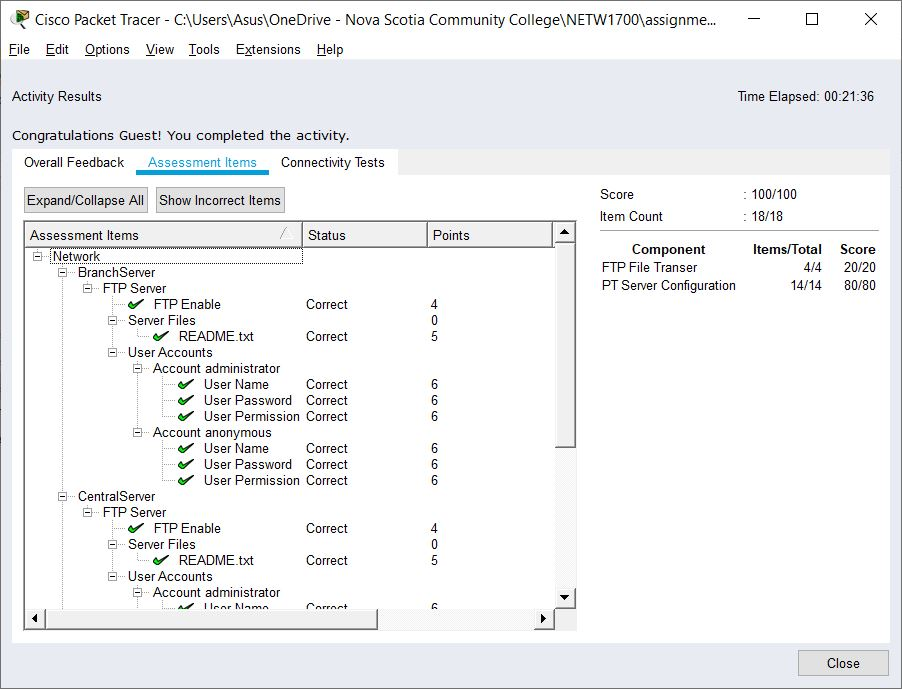 Cisco Packet Tracer - C:\Users\Asus\OneDrive - Nova Scotia Community College\NETW1700\assignme...
File Edit Options View Tools Extensions Help
Activity Results
Time Elapsed: 00:21:36
Congratulations Guest! You completed the activity.
Overall Feedback Assessment Items Connectivity Tests
Expand/Collapse All Show Incorrect Items
Assessment Items Status Points
Network
BranchServer
FTP Server
FTP Enable Correct 4
Server Files 0
README.txt Correct 5
User Accounts
Account administrator
User Name Correct 6
User Password Correct 6
User Permission Correct 6
Account anonymous
User Name Correct 6
User Password Correct 6
User Permission Correct 6
CentralServer
FTP Server
FTP Enable Correct 4
Server Files 0
README.txt Correct 5
User Accounts
Account administrator
User Name Correct 6
Score : 100/100
Item Count : 18/18
Component Items/Total Score
FTP File Transer 4/4 20/20
PT Server Configuration 14/14 80/80
Close